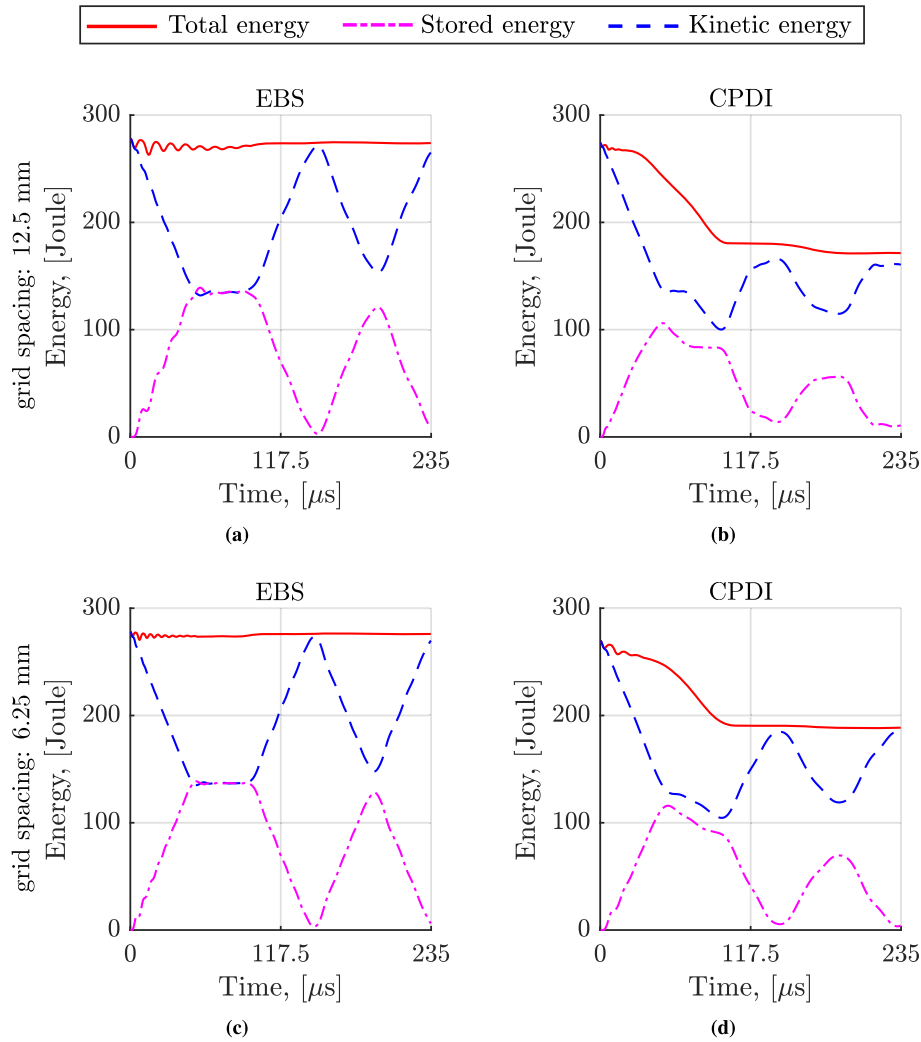 Total energy Stored energy Kinetic energy
EBS
300
200
100
0
0 117.5 235
Time, [μs]
grid spacing: 12.5 mm
Energy, [Joule]
(a)
CPDI
300
200
100
0
0 117.5 235
Time, [μs]
Energy, [Joule]
(b)
EBS
300
200
100
0
0 117.5 235
Time, [μs]
grid spacing: 6.25 mm
Energy, [Joule]
(c)
CPDI
300
200
100
0
0 117.5 235
Time, [μs]
Energy, [Joule]
(d)